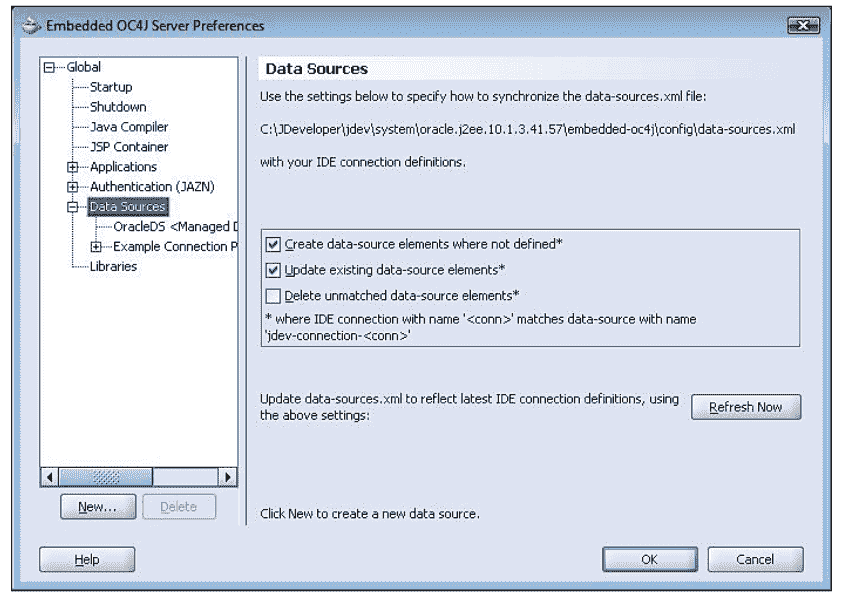 Embedded OC4J Server Preferences
Global
Startup
Shutdown
Java Compiler
JSP Container
Applications
Authentication (JAZN)
Data Sources
OracleDS <Managed D
Example Connection P
Libraries
New...
Delete
Data Sources
Use the settings below to specify how to synchronize the data-sources.xml file:
C:\JDeveloper\jdev\system\oracle.j2ee.10.1.3.41.57\embedded-oc4j\config\data-sources.xml
with your IDE connection definitions.
Create data-source elements where not defined*
Update existing data-source elements*
Delete unmatched data-source elements*
* where IDE connection with name '<conn>' matches data-source with name
'jdev-connection-<conn>'
Update data-sources.xml to reflect latest IDE connection definitions, using
the above settings:
Refresh Now
Click New to create a new data source.
Help
OK
Cancel